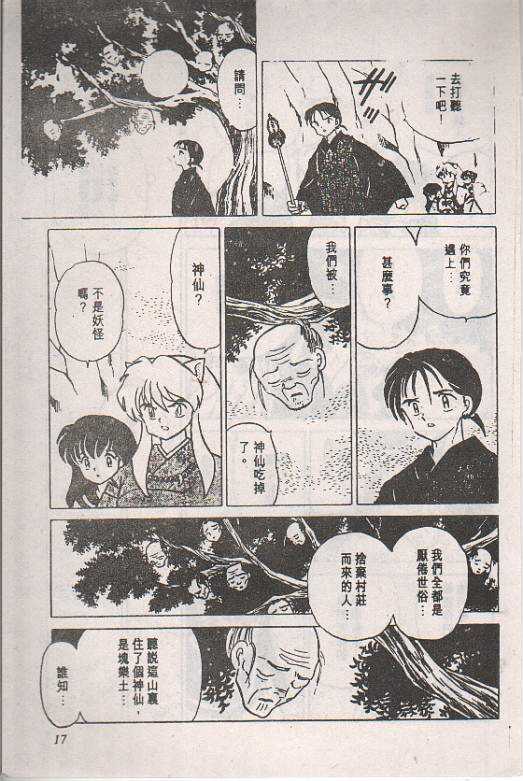 去打聽
一下吧！
請問…
你們究竟
遇上…
甚麼事？
我們被…
神仙吃掉
了。
神仙？
不是妖怪
嗎？
我們全都是
厭倦世俗…
捨棄村莊
而來的人…
聽説這山裏
住了個神仙，
是塊樂土…
誰知…
17